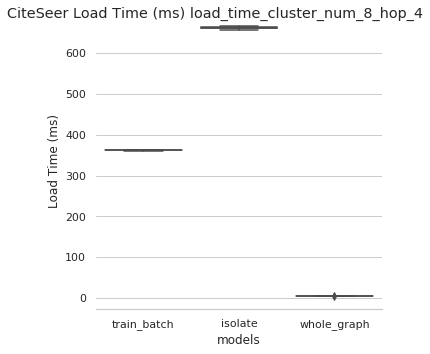 CiteSeer Load Time (ms) load_time_cluster_num_8_hop_4
600
500
400
300
200
100
0
Load Time (ms)
train_batch
isolate
whole_graph
models